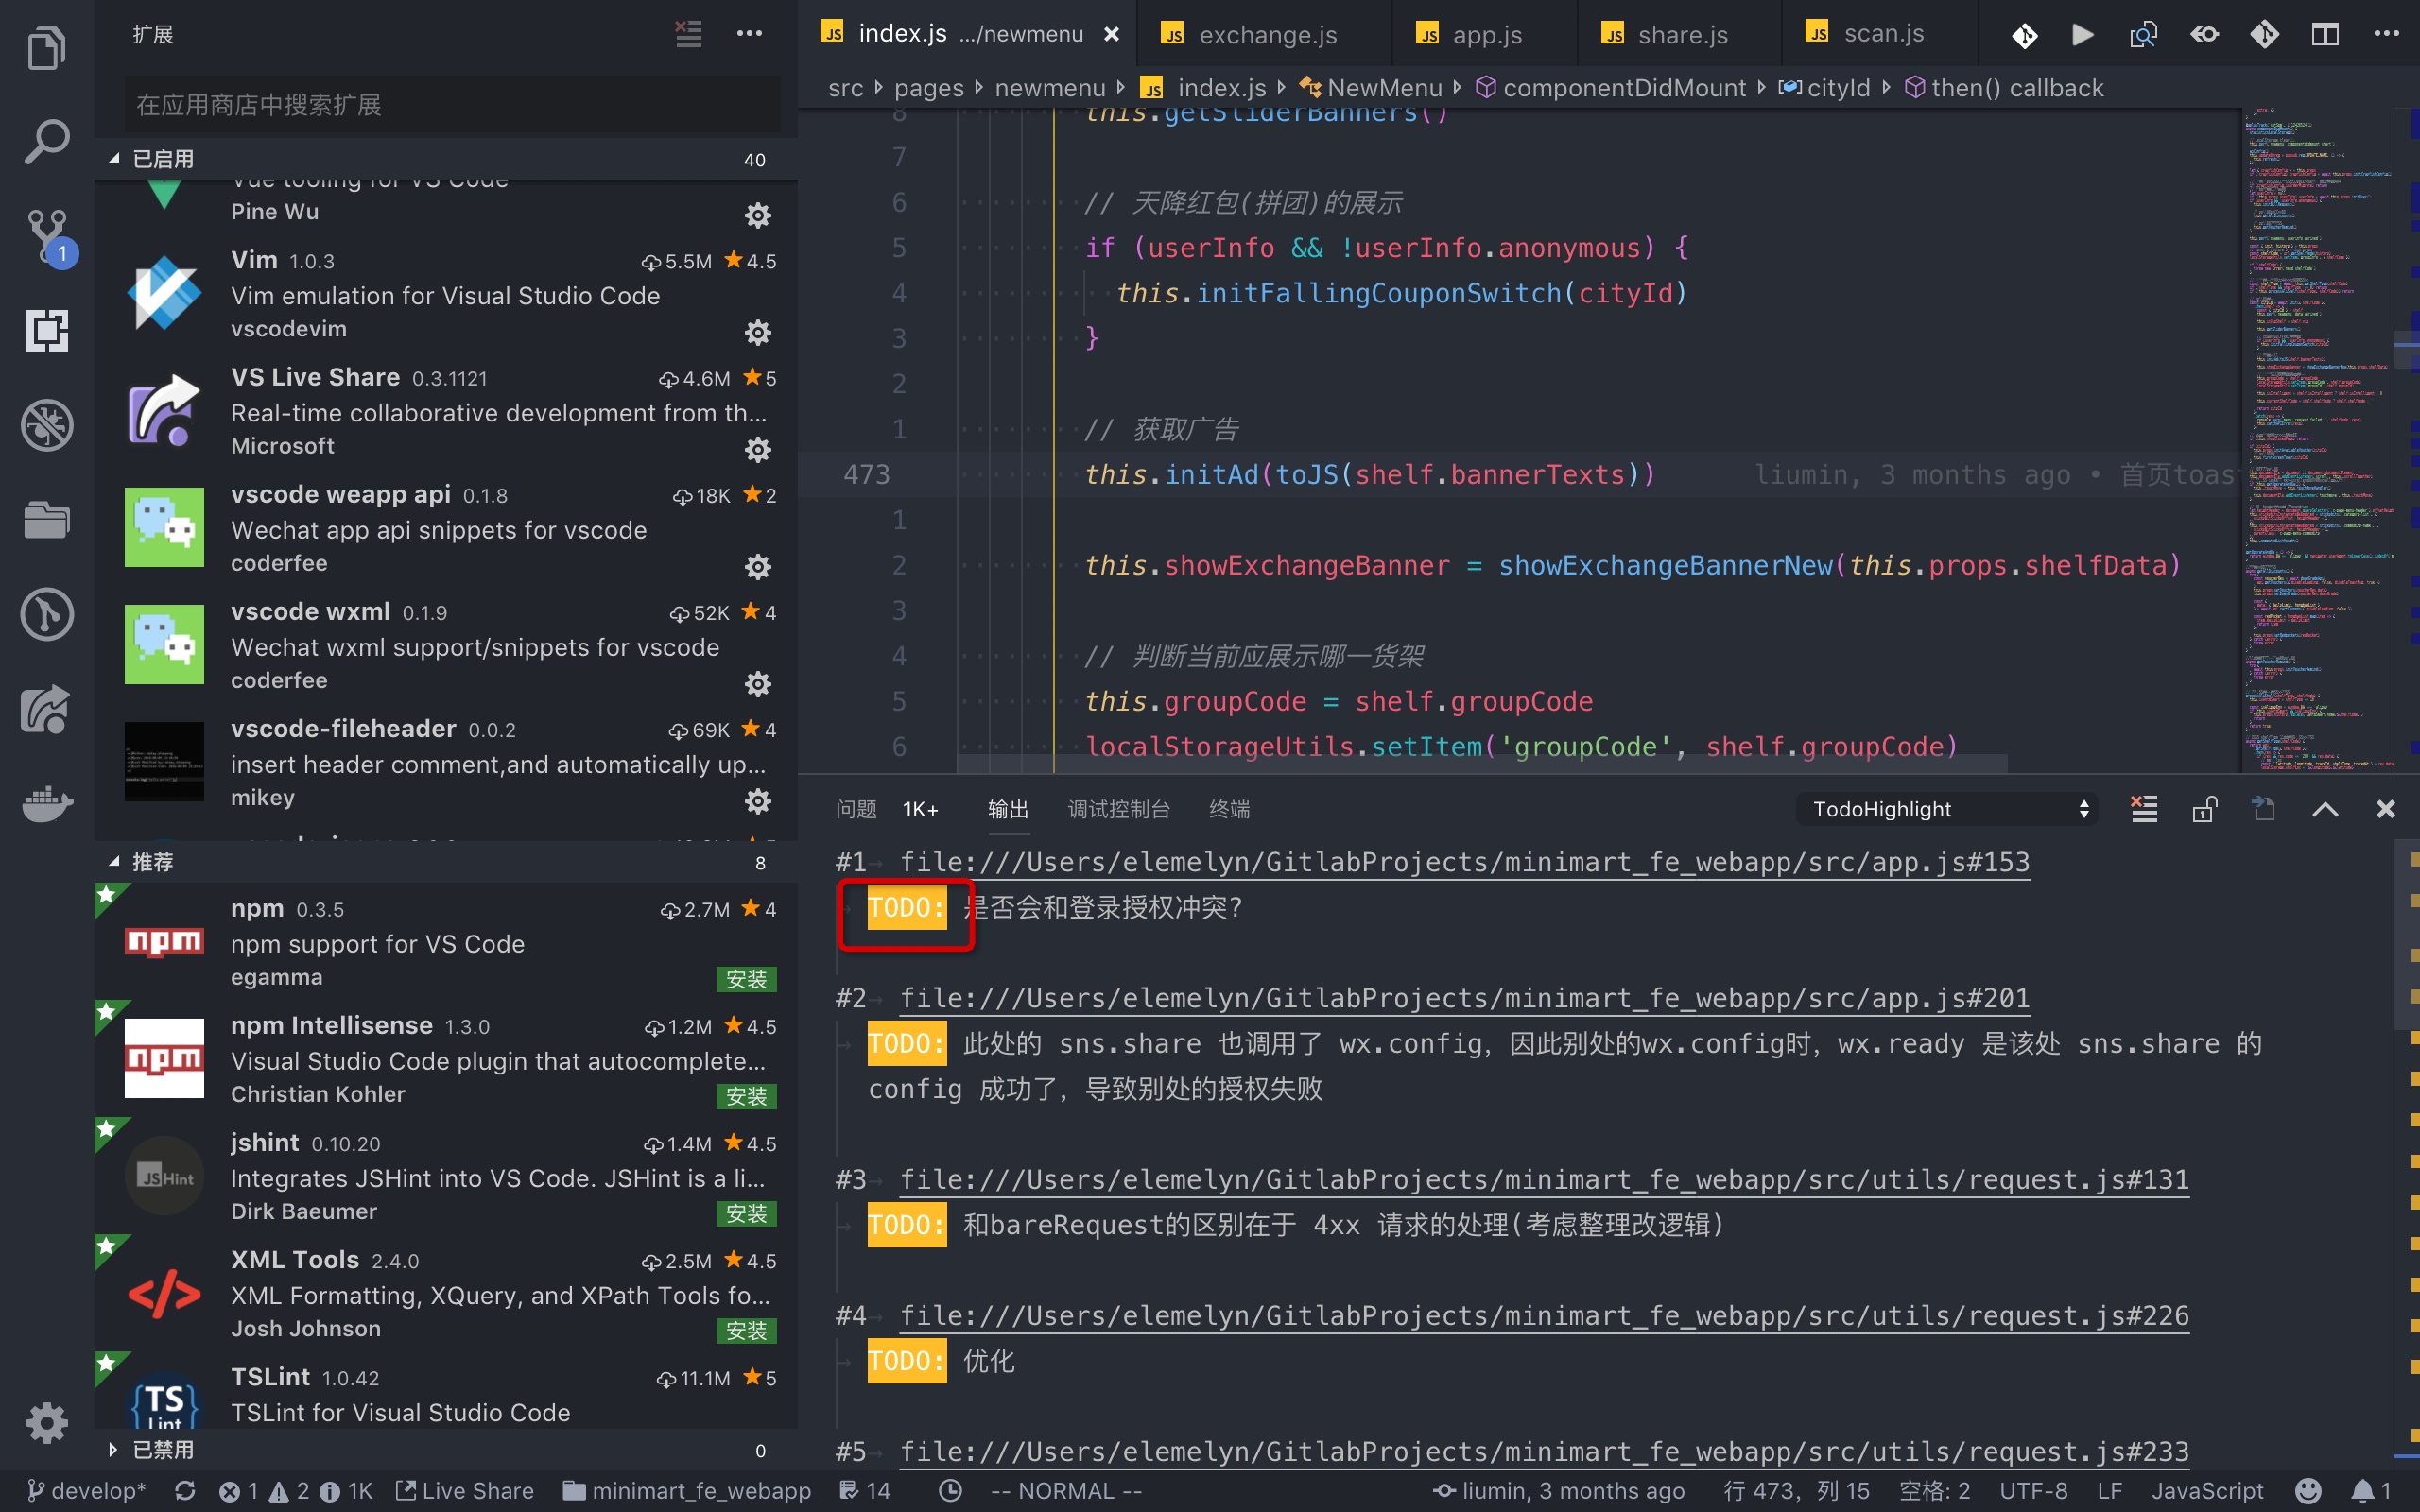 扩展
在应用商店中搜索扩展
已启用 40
Vue tooling for VS Code
Pine Wu
Vim 1.0.3 5.5M 4.5
Vim emulation for Visual Studio Code
vscodevim
VS Live Share 0.3.1121 4.6M 5
Real-time collaborative development from th...
Microsoft
vscode weapp api 0.1.8 18K 2
Wechat app api snippets for vscode
coderfee
vscode wxml 0.1.9 52K 4
Wechat wxml support/snippets for vscode
coderfee
vscode-fileheader 0.0.2 69K 4
insert header comment,and automatically up...
mikey
推荐 8
npm 0.3.5 2.7M 4
npm support for VS Code
egamma 安装
npm Intellisense 1.3.0 1.2M 4.5
Visual Studio Code plugin that autocomplete...
Christian Kohler 安装
jshint 0.10.20 1.4M 4.5
Integrates JSHint into VS Code. JSHint is a li...
Dirk Baeumer 安装
XML Tools 2.4.0 2.5M 4.5
XML Formatting, XQuery, and XPath Tools fo...
Josh Johnson 安装
TSLint 1.0.42 11.1M 5
TSLint for Visual Studio Code
已禁用 0
index.js .../newmenu exchange.js app.js share.js scan.js
src pages newmenu index.js NewMenu componentDidMount cityId then() callback
8 this.getSliderBanners()
7
6 // 天降红包(拼团)的展示
5 if (userInfo && !userInfo.anonymous) {
4 this.initFallingCouponSwitch(cityId)
3 }
2
1 // 获取广告
473 this.initAd(toJS(shelf.bannerTexts)) liumin, 3 months ago • 首页toas
1
2 this.showExchangeBanner = showExchangeBannerNew(this.props.shelfData)
3
4 // 判断当前应展示哪一货架
5 this.groupCode = shelf.groupCode
6 localStorageUtils.setItem('groupCode', shelf.groupCode)
问题 1K+ 输出 调试控制台 终端 TodoHighlight
#1 file:///Users/elemelyn/GitlabProjects/minimart_fe_webapp/src/app.js#153
TODO: 是否会和登录授权冲突?
#2 file:///Users/elemelyn/GitlabProjects/minimart_fe_webapp/src/app.js#201
TODO: 此处的 sns.share 也调用了 wx.config，因此别处的wx.config时，wx.ready 是该处 sns.share 的
config 成功了，导致别处的授权失败
#3 file:///Users/elemelyn/GitlabProjects/minimart_fe_webapp/src/utils/request.js#131
TODO: 和bareRequest的区别在于 4xx 请求的处理(考虑整理改逻辑)
#4 file:///Users/elemelyn/GitlabProjects/minimart_fe_webapp/src/utils/request.js#226
TODO: 优化
#5 file:///Users/elemelyn/GitlabProjects/minimart_fe_webapp/src/utils/request.js#233
develop* 1 2 1K Live Share minimart_fe_webapp 14 -- NORMAL -- liumin, 3 months ago 行 473，列 15 空格: 2 UTF-8 LF JavaScript 1